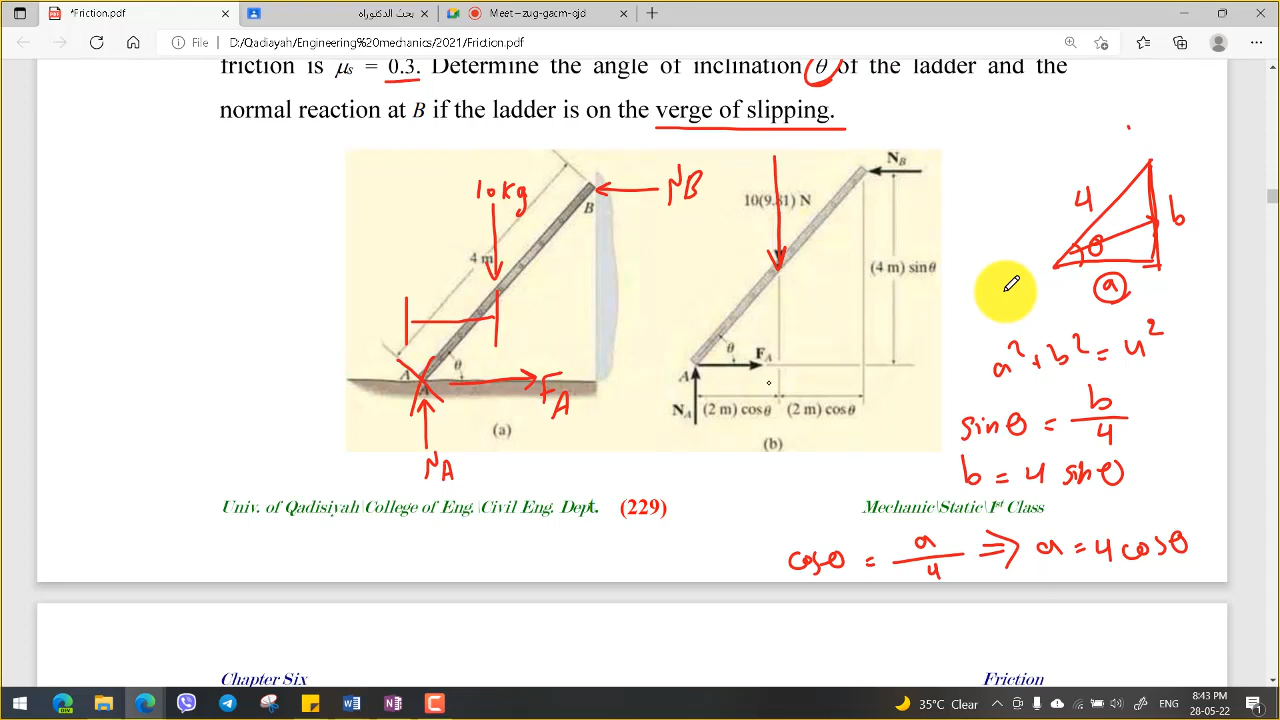 *Friction.pdf
بحث الدكتوراه
Meet-zug-gacm-qjd
File
D:/Qadiayah/Engineering%20mechanics/2021/Friction.pdf
friction is μs = 0.3. Determine the angle of inclination θ of the ladder and the
normal reaction at B if the ladder is on the verge of slipping.
10kg
NB
B
4 m
A
θ
A
FA
NA
(a)
NB
10(9.81) N
(4 m) sinθ
θ
FA
A
NA
(2 m) cosθ
(2 m) cosθ
(b)
4
b
θ
a
a² + b² = 4²
sinθ = b/4
b = 4 sinθ
Univ. of Qadisiyah\College of Eng.\Civil Eng. Dept.
(229)
Mechanic\Static\1st Class
cosθ = a/4 ⇒ a = 4 cosθ
Chapter Six
Friction
35°C Clear
ENG
8:43 PM
28-05-22